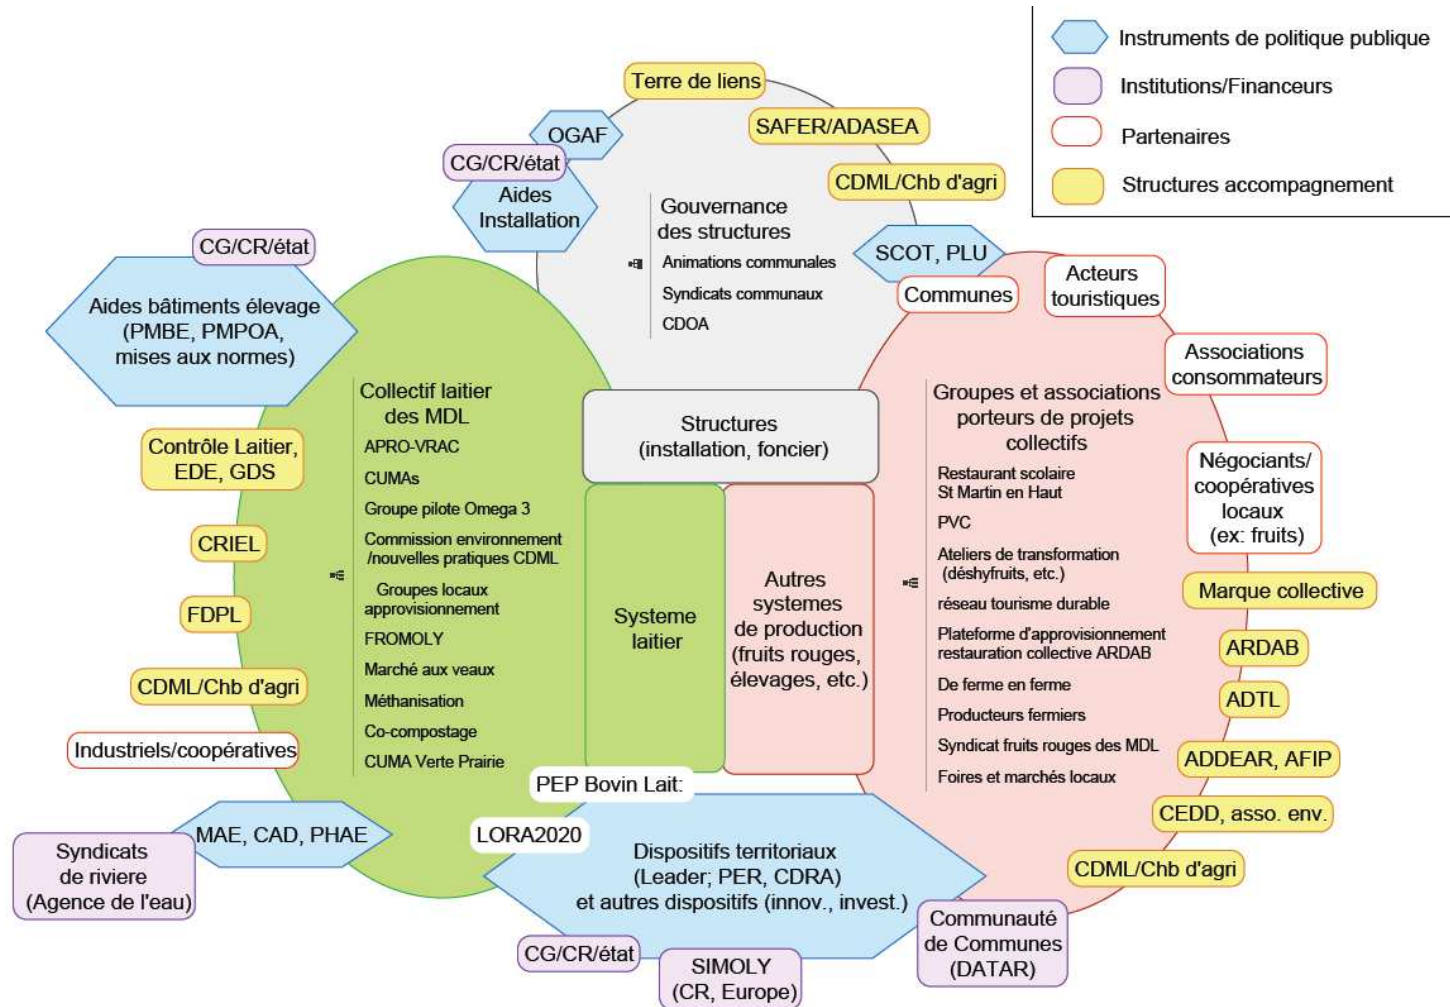 Instruments de politique publique
Institutions/Financeurs
Partenaires
Structures accompagnement
Terre de liens
OGAF
SAFER/ADASEA
CG/CR/état
Aides
Installation
CDML/Chb d'agri
Gouvernance
des structures
Animations communales
Syndicats communaux
CDOA
SCOT, PLU
Communes
Acteurs
touristiques
CG/CR/état
Aides bâtiments élevage
(PMBE, PMPOA,
mises aux normes)
Associations
consommateurs
Collectif laitier
des MDL
APRO-VRAC
CUMAs
Groupe pilote Omega 3
Commission environnement
/nouvelles pratiques CDML
Groupes locaux
approvisionnement
FROMOLY
Marché aux veaux
Méthanisation
Co-compostage
CUMA Verte Prairie
Structures
(installation, foncier)
Systeme
laitier
Autres
systemes
de production
(fruits rouges,
élevages, etc.)
Groupes et associations
porteurs de projets
collectifs
Restaurant scolaire
St Martin en Haut
PVC
Ateliers de transformation
(déshyfruits, etc.)
réseau tourisme durable
Plateforme d'approvisionnement
restauration collective ARDAB
De ferme en ferme
Producteurs fermiers
Syndicat fruits rouges des MDL
Foires et marchés locaux
Contrôle Laitier,
EDE, GDS
CRIEL
FDPL
CDML/Chb d'agri
Industriels/coopératives
MAE, CAD, PHAE
Syndicats
de riviere
(Agence de l'eau)
Négociants/
coopératives
locaux
(ex: fruits)
Marque collective
ARDAB
ADTL
ADDEAR, AFIP
CEDD, asso. env.
CDML/Chb d'agri
PEP Bovin Lait:
LORA2020
Dispositifs territoriaux
(Leader; PER, CDRA)
et autres dispositifs (innov., invest.)
CG/CR/état
SIMOLY
(CR, Europe)
Communauté
de Communes
(DATAR)